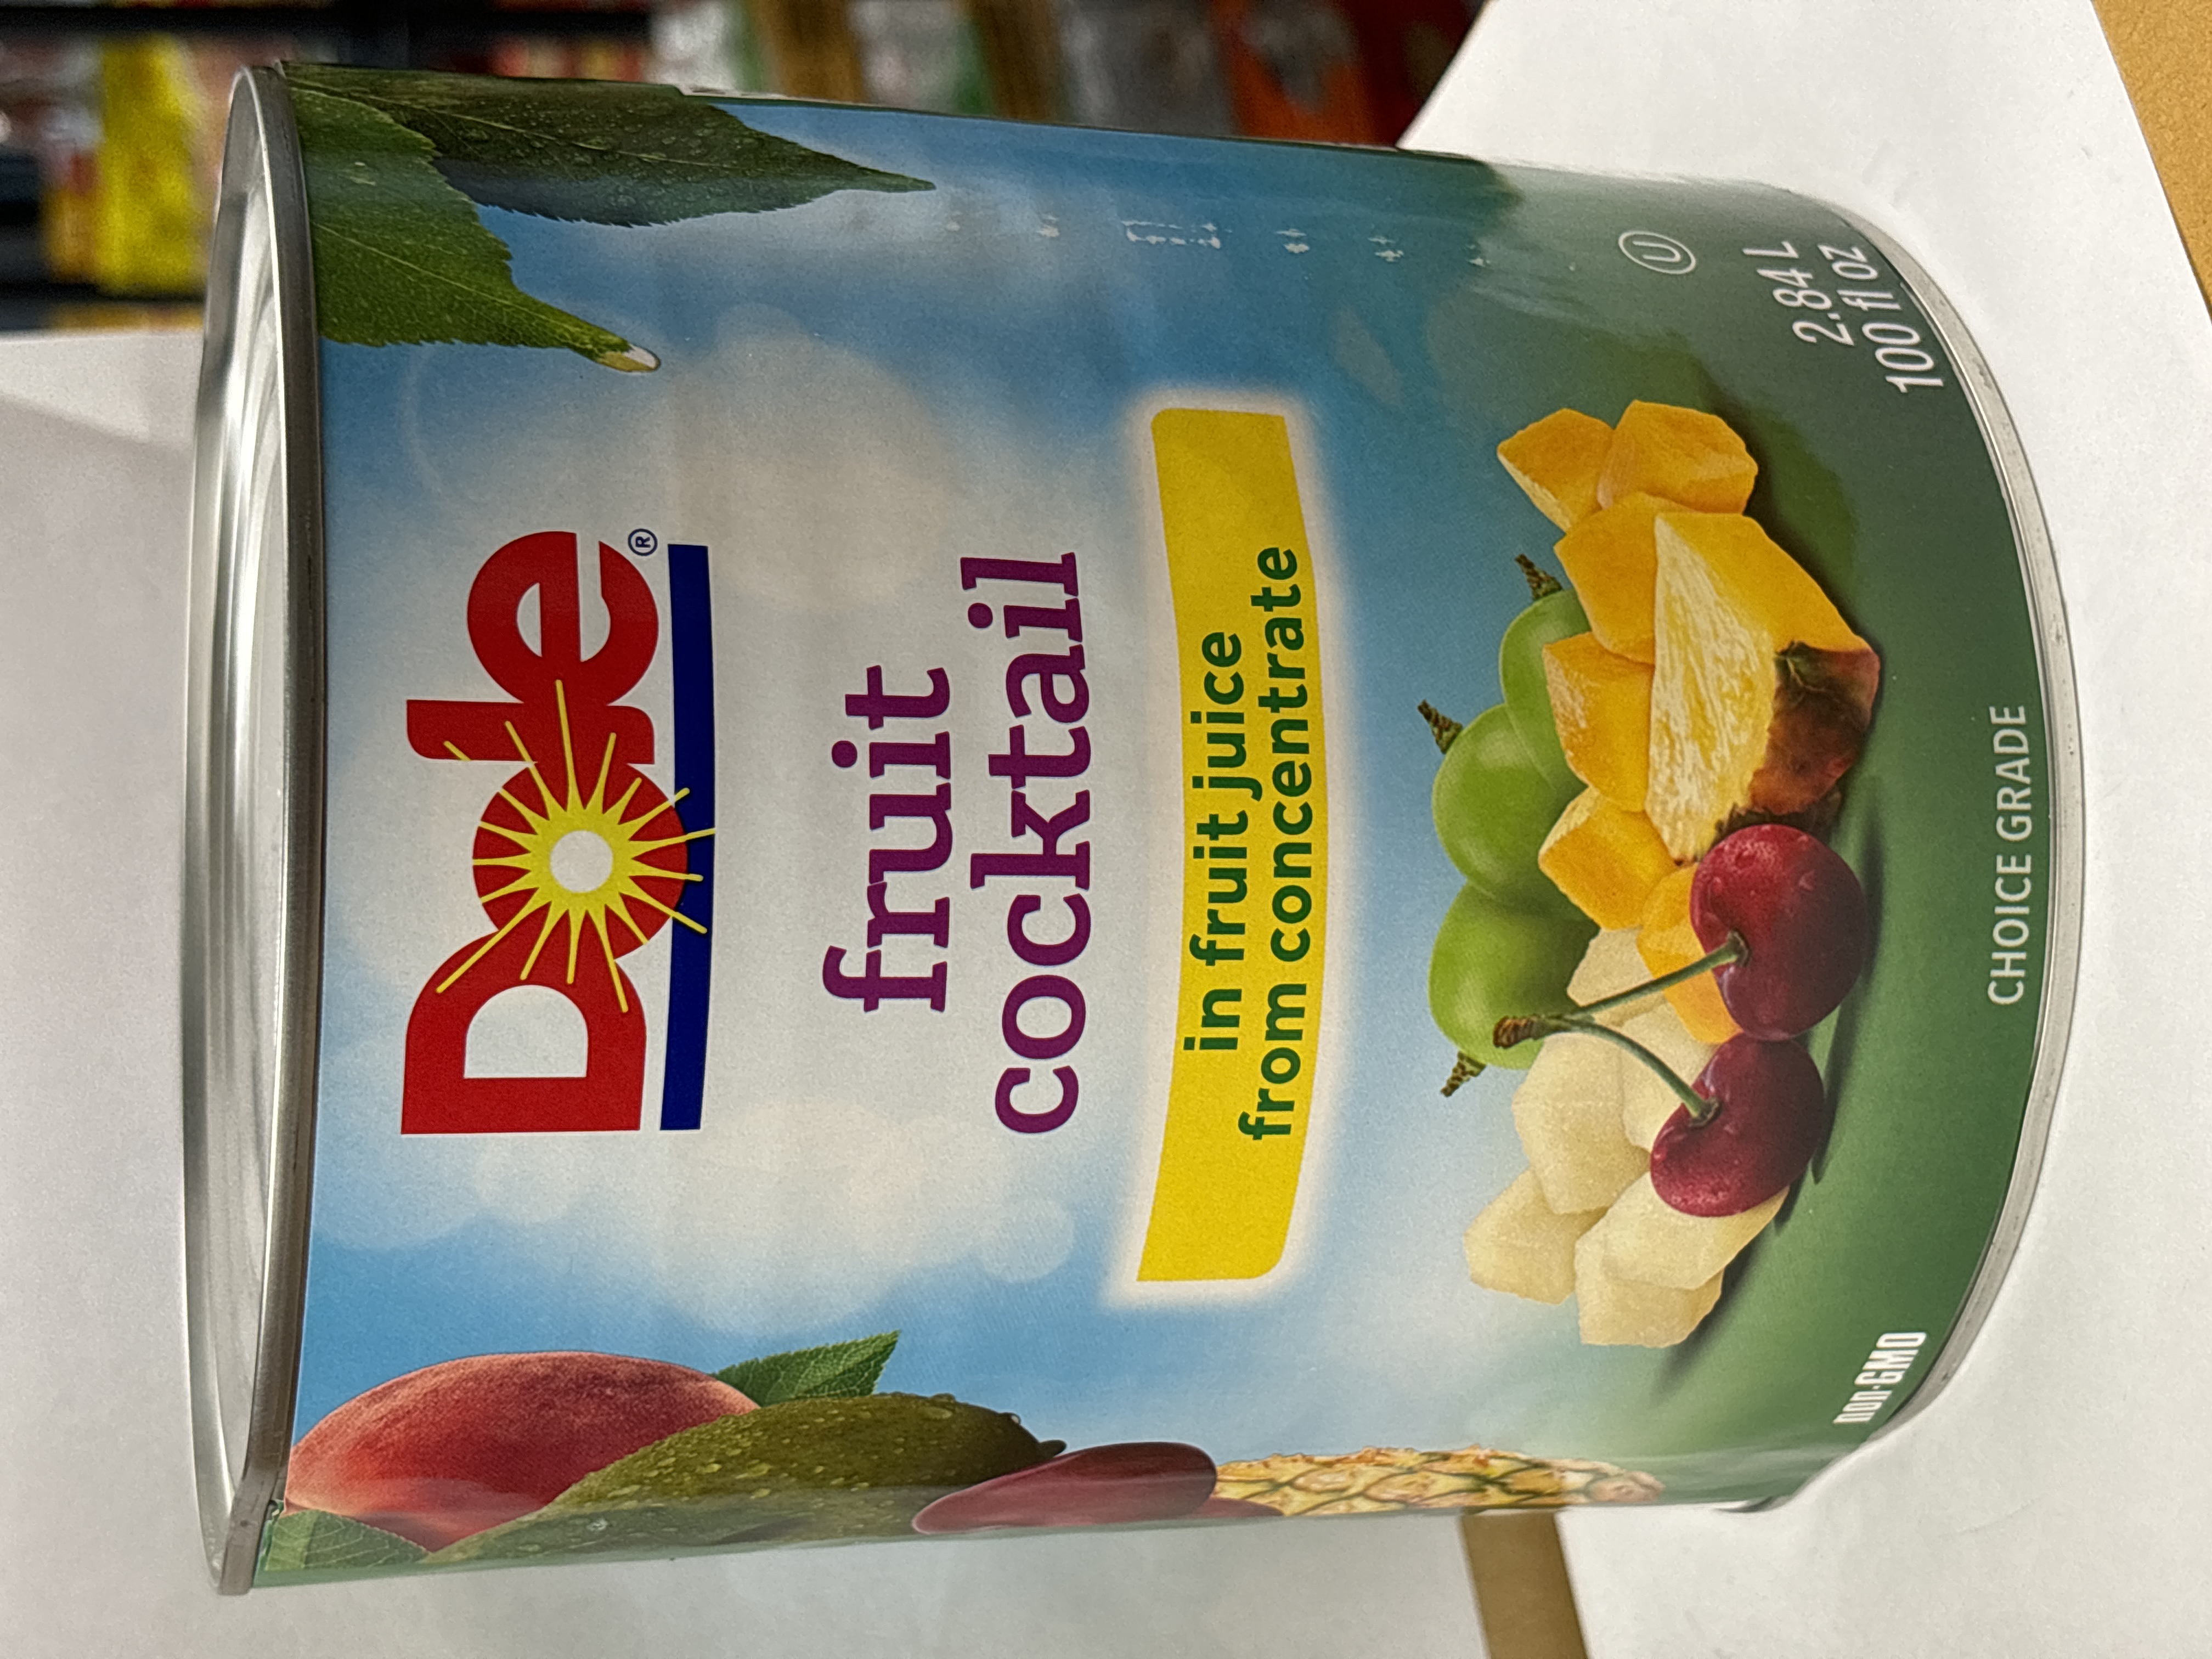 Dole®
fruit
cocktail
in fruit juice
from concentrate
U
2.84 L
100 fl oz
non-GMO
CHOICE GRADE